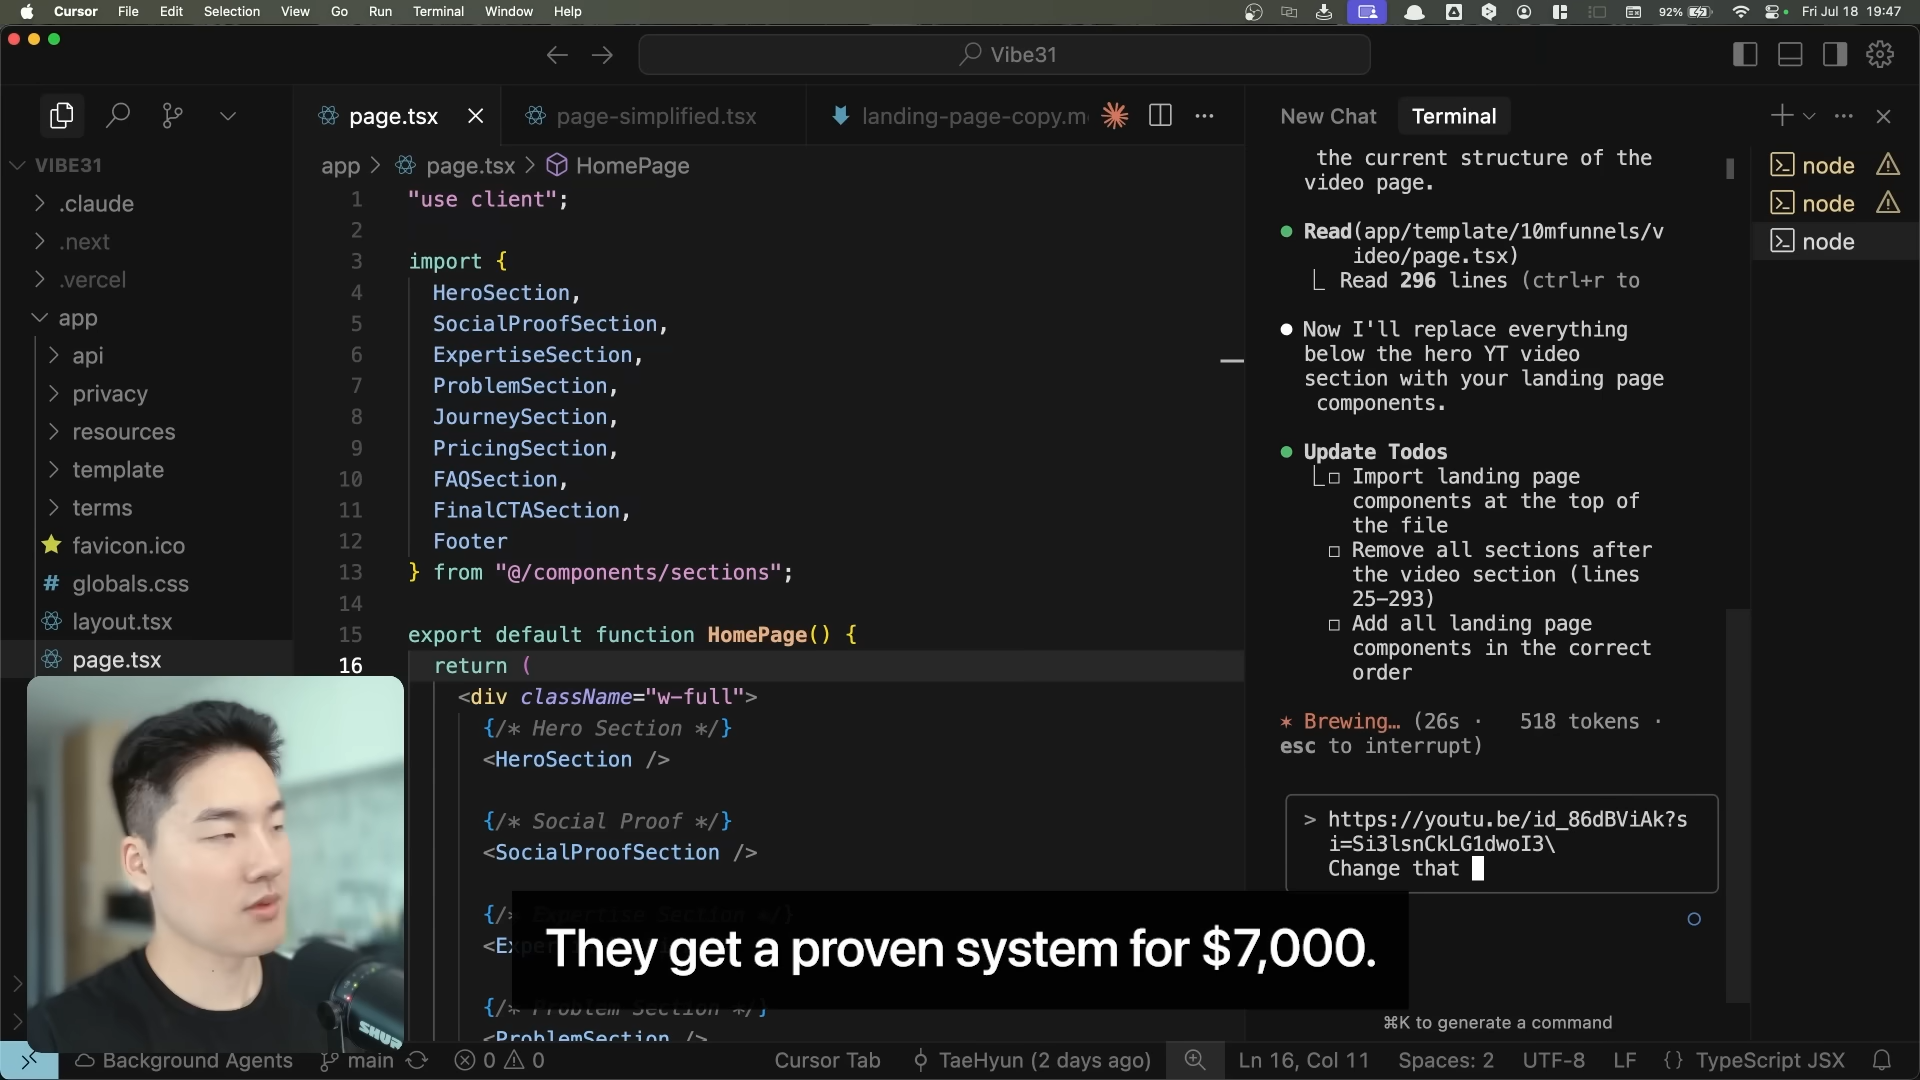 Cursor File Edit Selection View Go Run Terminal Window Help
92% Fri Jul 18 19:47
Vibe31
page.tsx
page-simplified.tsx
landing-page-copy.m
New Chat
Terminal
VIBE31
.claude
.next
.vercel
app
api
privacy
resources
template
terms
favicon.ico
# globals.css
layout.tsx
page.tsx
app > page.tsx > HomePage
1 "use client";
2
3 import {
4 HeroSection,
5 SocialProofSection,
6 ExpertiseSection,
7 ProblemSection,
8 JourneySection,
9 PricingSection,
10 FAQSection,
11 FinalCTASection,
12 Footer
13 } from "@/components/sections";
14
15 export default function HomePage() {
16 return (
<div className="w-full">
{/* Hero Section */}
<HeroSection />
{/* Social Proof */}
<SocialProofSection />
{/* Expertise Section */}
<Ex
{/* Problem Section */}
<ProblemSection />
They get a proven system for $7,000.
the current structure of the
video page.
Read(app/template/10mfunnels/v
ideo/page.tsx)
Read 296 lines (ctrl+r to
Now I'll replace everything
below the hero YT video
section with your landing page
components.
Update Todos
Import landing page
components at the top of
the file
Remove all sections after
the video section (lines
25-293)
Add all landing page
components in the correct
order
Brewing… (26s · 518 tokens ·
esc to interrupt)
> https://youtu.be/id_86dBViAk?s
i=Si3lsnCkLG1dwoI3\
Change that
⌘K to generate a command
node
node
node
SHURE
Background Agents main 0 0 Cursor Tab TaeHyun (2 days ago) Ln 16, Col 11 Spaces: 2 UTF-8 LF {} TypeScript JSX